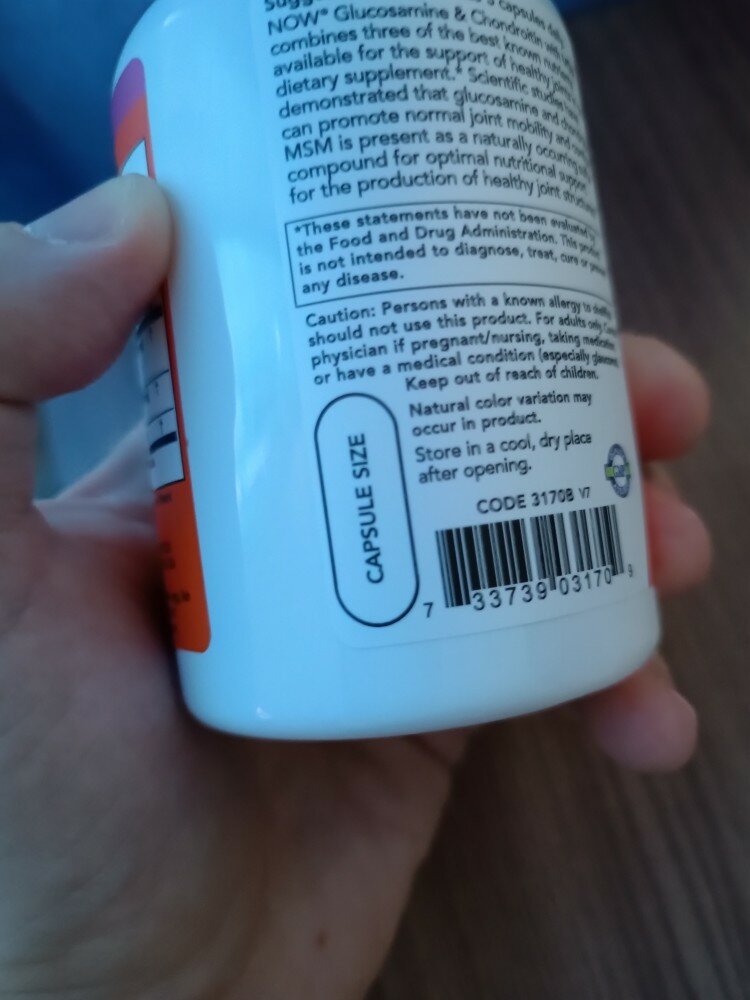 capsules daily
NOW® Glucosamine & Chondroitin with
combines three of the best known
available for the support of healthy
dietary supplement.* Scientific studies
demonstrated that glucosamine and
can promote normal joint mobility and
MSM is present as a naturally occurring
compound for optimal nutritional support
for the production of healthy joint
*These statements have not been evaluated by
the Food and Drug Administration. This product
is not intended to diagnose, treat, cure or
any disease.
Caution: Persons with a known allergy to
should not use this product. For adults only.
physician if pregnant/nursing, taking
or have a medical condition (especially
Keep out of reach of children.
Natural color variation may
occur in product.
Store in a cool, dry place
after opening.
CAPSULE SIZE
CODE 3170B V7
7 33739 03170 9